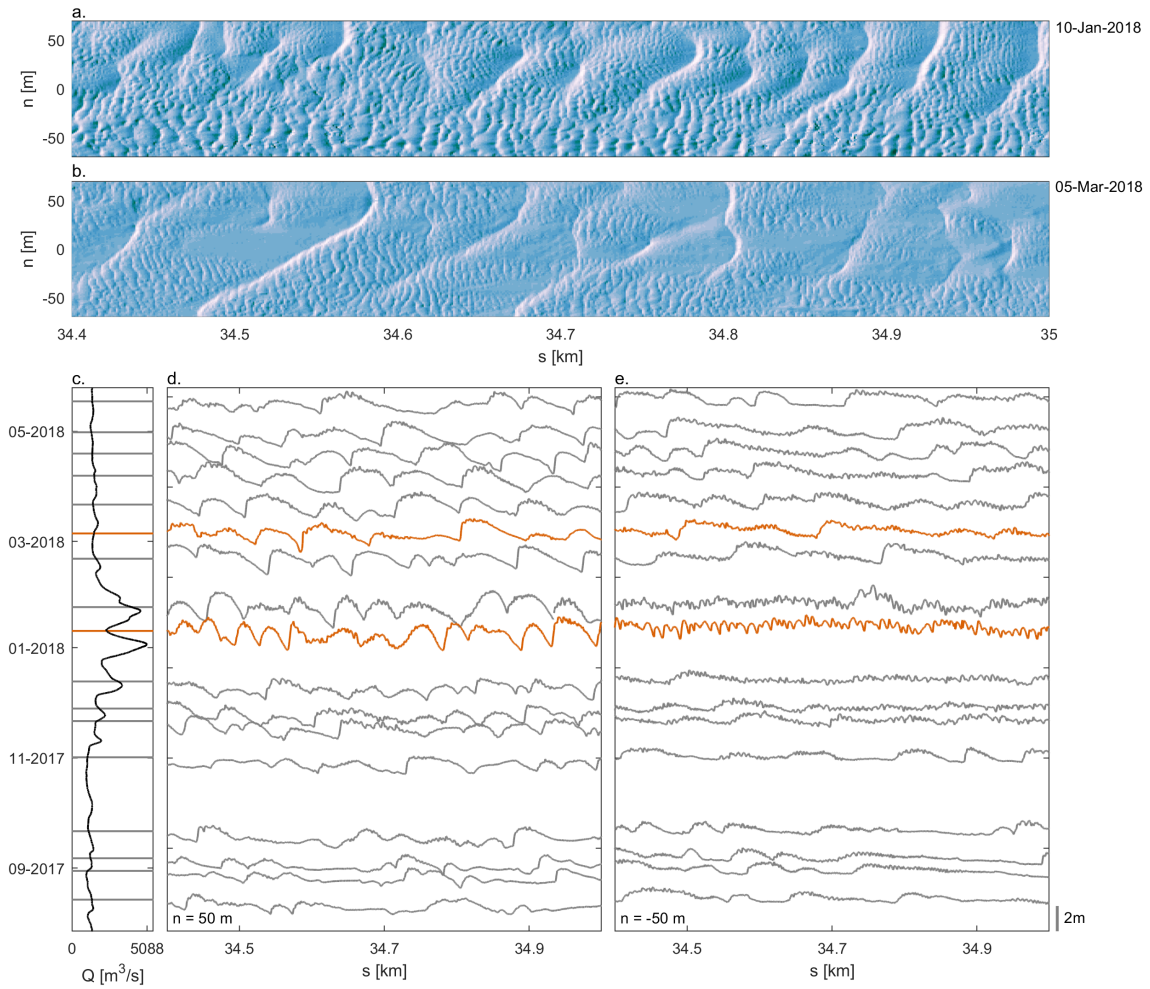 a.
10-Jan-2018
50
0
-50
n [m]
b.
05-Mar-2018
50
0
-50
n [m]
34.4 34.5 34.6 34.7 34.8 34.9 35
s [km]
c. d. e.
05-2018
03-2018
01-2018
11-2017
09-2017
n = 50 m n = -50 m 2m
0 5088 34.5 34.7 34.9 34.5 34.7 34.9
Q [m³/s] s [km] s [km]